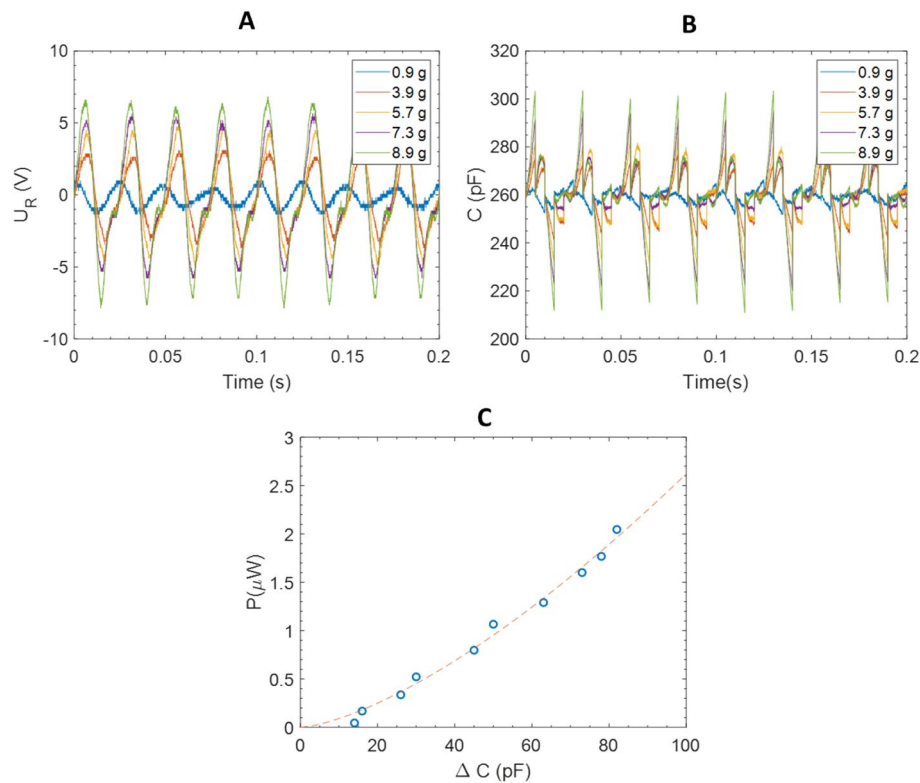 A
10
5
0
-5
-10
U_R (V)
0
0.05
0.1
0.15
0.2
Time (s)
0.9 g
3.9 g
5.7 g
7.3 g
8.9 g
B
320
300
280
260
240
220
200
C (pF)
0
0.05
0.1
0.15
0.2
Time(s)
0.9 g
3.9 g
5.7 g
7.3 g
8.9 g
C
3
2.5
2
1.5
1
0.5
0
P(μW)
0
20
40
60
80
100
Δ C (pF)